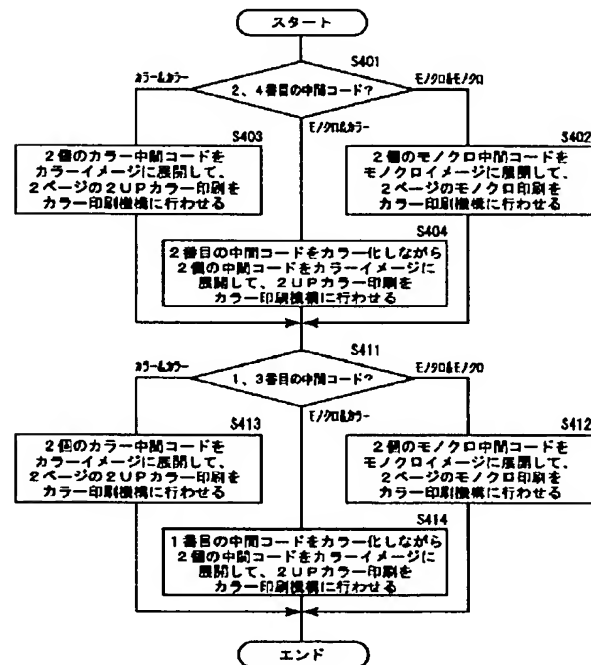 スタート
S401
カラー&カラー
2、4番目の中間コード?
モノクロ&モノクロ
モノクロ&カラー
S403
2個のカラー中間コードを
カラーイメージに展開して、
2ページの2UPカラー印刷を
カラー印刷機構に行わせる
S402
2個のモノクロ中間コードを
モノクロイメージに展開して、
2ページのモノクロ印刷を
カラー印刷機構に行わせる
S404
2番目の中間コードをカラー化しながら
2個の中間コードをカラーイメージに
展開して、2UPカラー印刷を
カラー印刷機構に行わせる
S411
カラー&カラー
1、3番目の中間コード?
モノクロ&モノクロ
モノクロ&カラー
S413
2個のカラー中間コードを
カラーイメージに展開して、
2ページの2UPカラー印刷を
カラー印刷機構に行わせる
S412
2個のモノクロ中間コードを
モノクロイメージに展開して、
2ページのモノクロ印刷を
カラー印刷機構に行わせる
S414
1番目の中間コードをカラー化しながら
2個の中間コードをカラーイメージに
展開して、2UPカラー印刷を
カラー印刷機構に行わせる
エンド